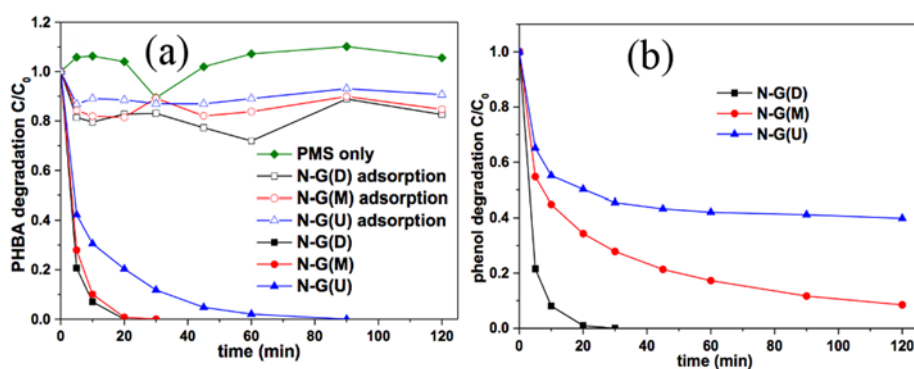 (a)
PHBA degradation C/C0
1.2
1.0
0.8
0.6
0.4
0.2
0.0
PMS only
N-G(D) adsorption
N-G(M) adsorption
N-G(U) adsorption
N-G(D)
N-G(M)
N-G(U)
0 20 40 60 80 100 120
time (min)
(b)
phenol degradation C/C0
1.0
0.8
0.6
0.4
0.2
0.0
N-G(D)
N-G(M)
N-G(U)
0 20 40 60 80 100 120
time (min)